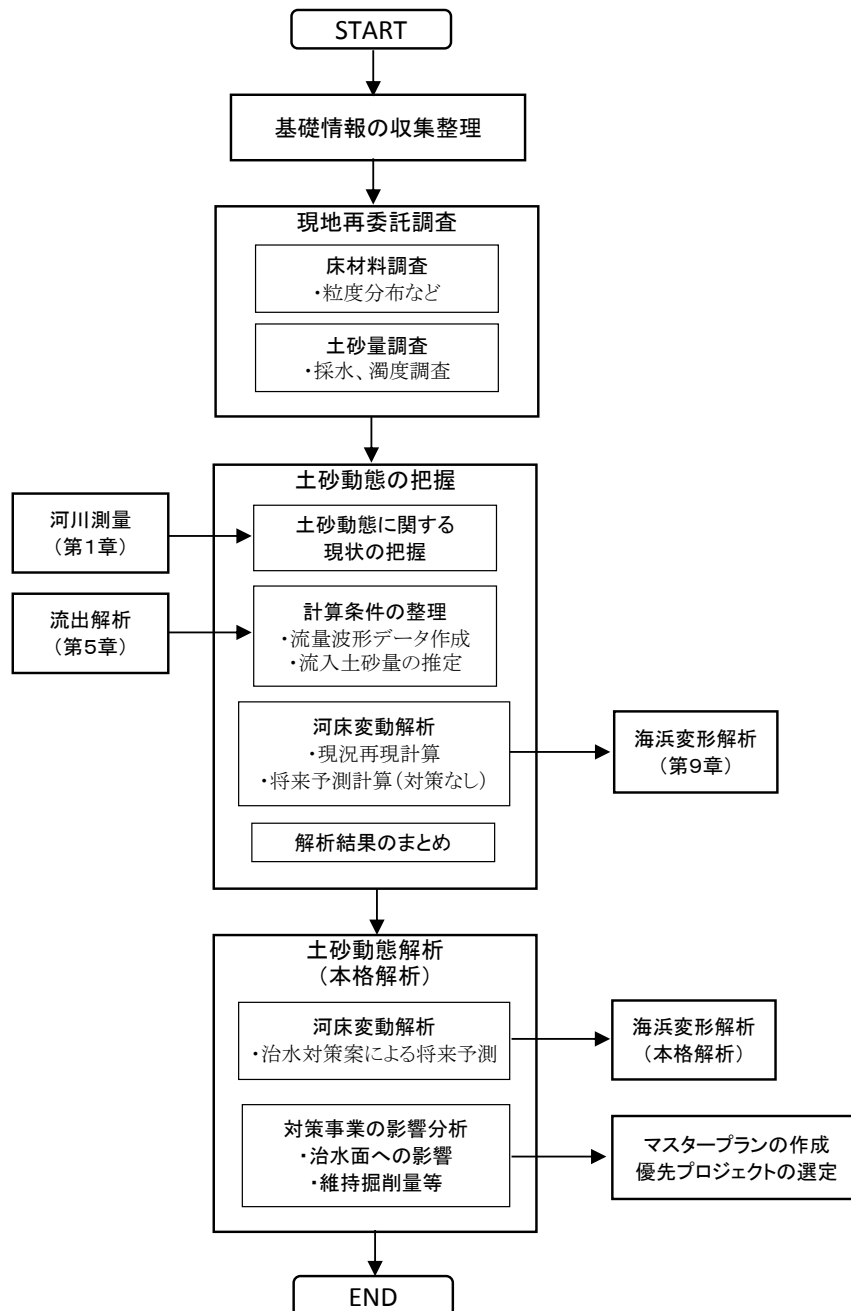 START
基礎情報の収集整理
現地再委託調査
床材料調査
・粒度分布など
土砂量調査
・採水、濁度調査
土砂動態の把握
河川測量
(第1章)
土砂動態に関する
現状の把握
流出解析
(第5章)
計算条件の整理
・流量波形データ作成
・流入土砂量の推定
河床変動解析
・現況再現計算
・将来予測計算(対策なし)
海浜変形解析
(第9章)
解析結果のまとめ
土砂動態解析
(本格解析)
河床変動解析
・治水対策案による将来予測
海浜変形解析
(本格解析)
対策事業の影響分析
・治水面への影響
・維持掘削量等
マスタープランの作成
優先プロジェクトの選定
END